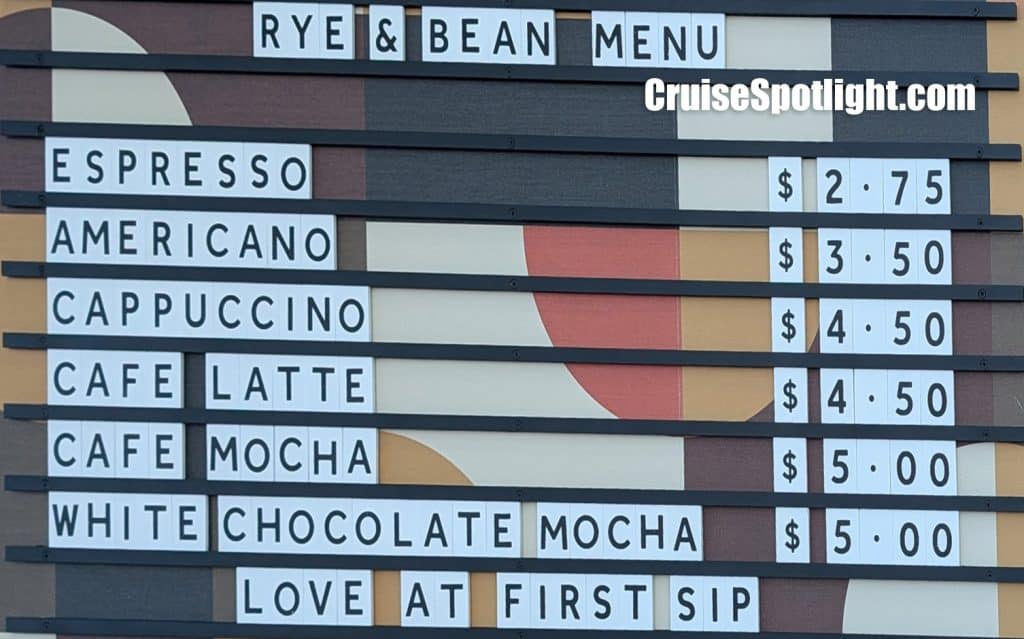 RYE & BEAN MENU
CruiseSpotlight.com
ESPRESSO $ 2.75
AMERICANO $ 3.50
CAPPUCCINO $ 4.50
CAFE LATTE $ 4.50
CAFE MOCHA $ 5.00
WHITE CHOCOLATE MOCHA $ 5.00
LOVE AT FIRST SIP